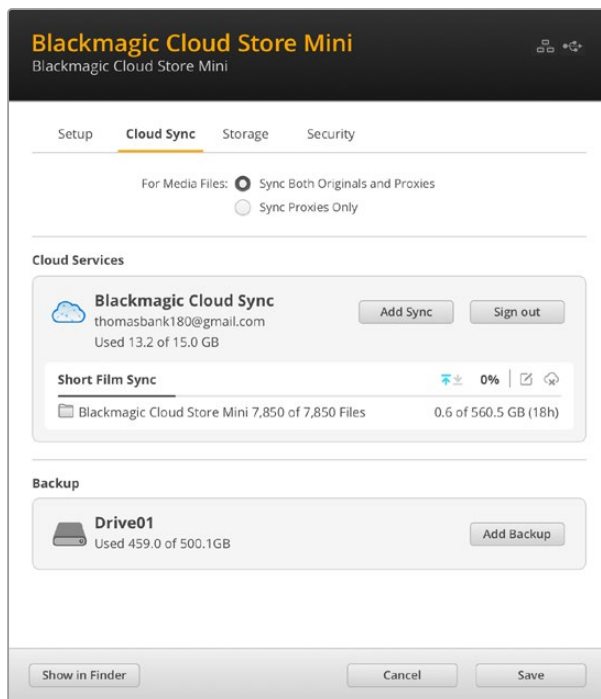 Blackmagic Cloud Store Mini
Blackmagic Cloud Store Mini
Setup Cloud Sync Storage Security
For Media Files: Sync Both Originals and Proxies
Sync Proxies Only
Cloud Services
Blackmagic Cloud Sync
thomasbank180@gmail.com
Used 13.2 of 15.0 GB
Add Sync Sign out
Short Film Sync 0%
Blackmagic Cloud Store Mini 7,850 of 7,850 Files 0.6 of 560.5 GB (18h)
Backup
Drive01
Used 459.0 of 500.1GB
Add Backup
Show in Finder Cancel Save